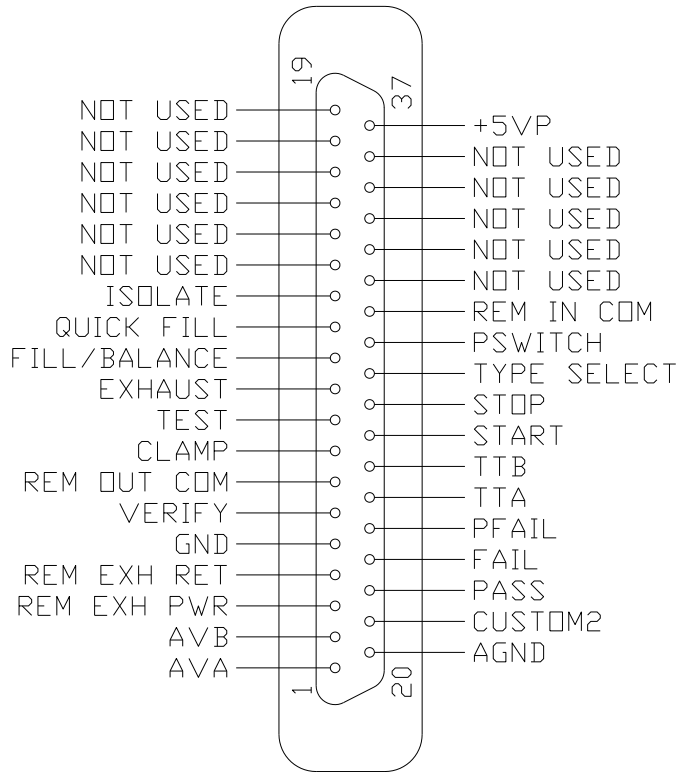 19
37
NOT USED
NOT USED
NOT USED
NOT USED
NOT USED
NOT USED
ISOLATE
QUICK FILL
FILL/BALANCE
EXHAUST
TEST
CLAMP
REM OUT COM
VERIFY
GND
REM EXH RET
REM EXH PWR
AVB
AVA
+5VP
NOT USED
NOT USED
NOT USED
NOT USED
NOT USED
REM IN COM
PSWITCH
TYPE SELECT
STOP
START
TTB
TTA
PFAIL
FAIL
PASS
CUSTOM2
AGND
1
20